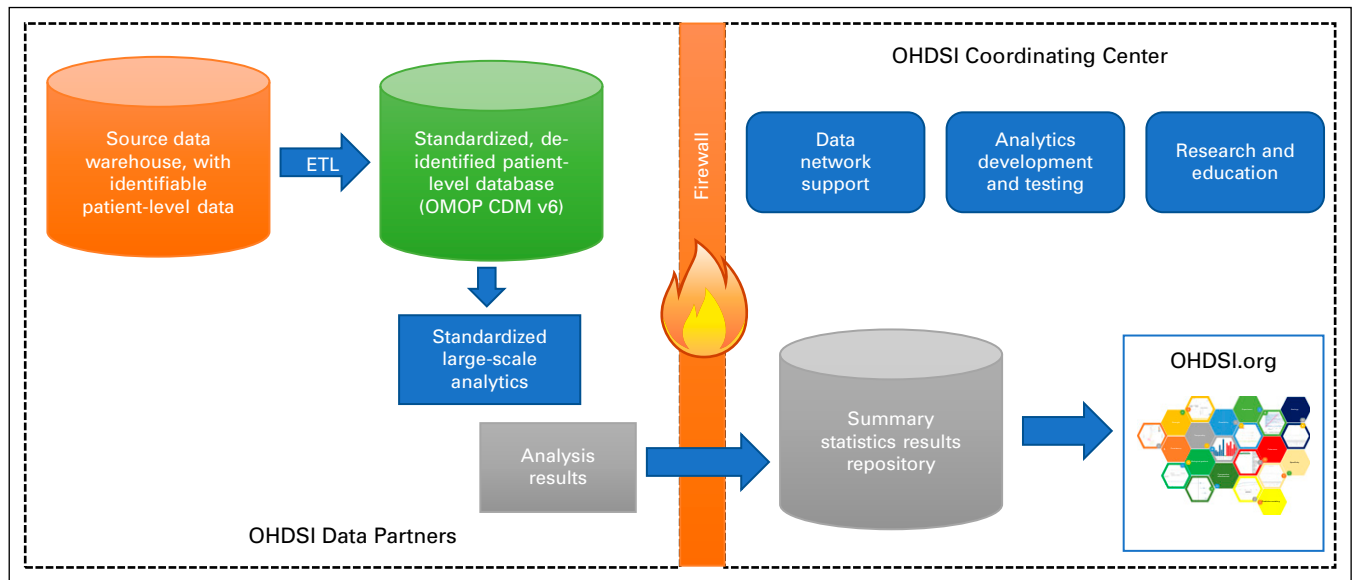 Source data
warehouse, with
identifiable
patient-level data
ETL
Standardized, de-
identified patient-
level database
(OMOP CDM v6)
Standardized
large-scale
analytics
Analysis
results
OHDSI Data Partners
Firewall
OHDSI Coordinating Center
Data
network
support
Analytics
development
and testing
Research and
education
Summary
statistics results
repository
OHDSI.org